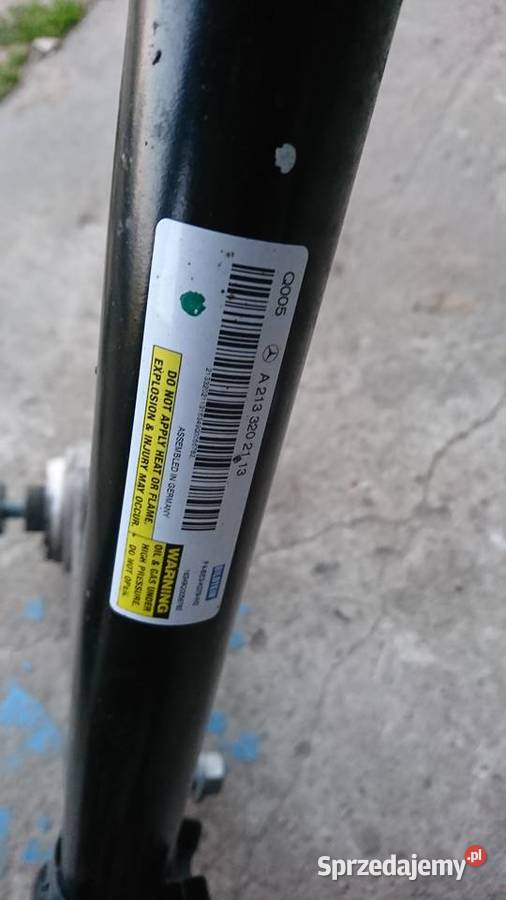 Q005
A 213 320 21 13
ASSEMBLED IN GERMANY
DO NOT APPLY HEAT OR FLAME.
EXPLOSION & INJURY MAY OCCUR.
BILSTEIN
WARNING
OIL & GAS UNDER
HIGH PRESSURE.
DO NOT OPEN.
Sprzedajemy.pl